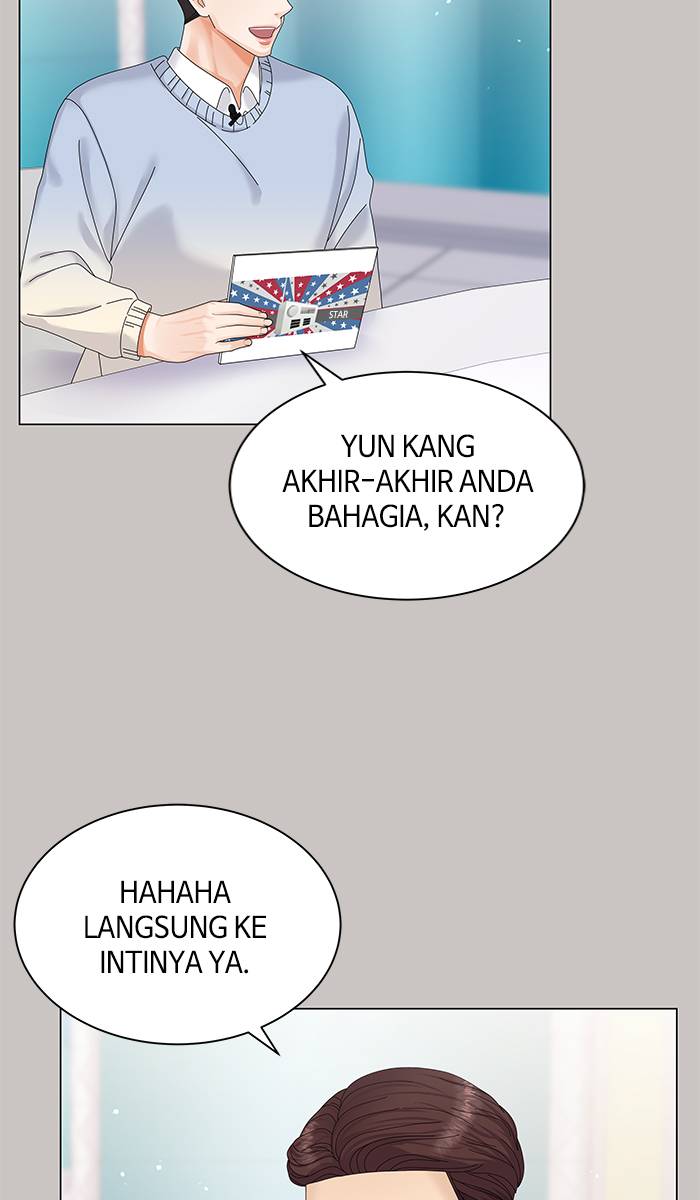 STAR
YUN KANG
AKHIR-AKHIR ANDA
BAHAGIA, KAN?
HAHAHA
LANGSUNG KE
INTINYA YA.